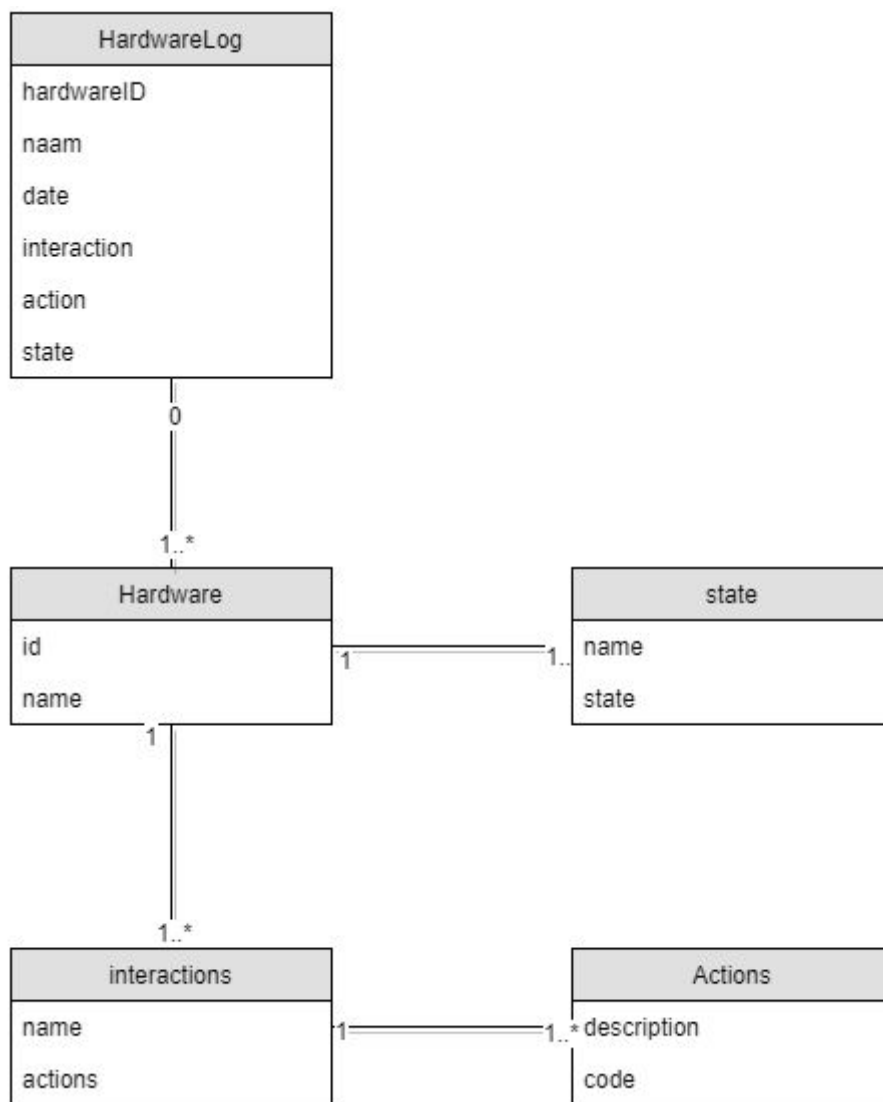 HardwareLog
hardwareID
naam
date
interaction
action
state
0
1..*
Hardware
id
name
1
1..
state
name
state
1
1..*
interactions
name
actions
1
1..*
Actions
description
code